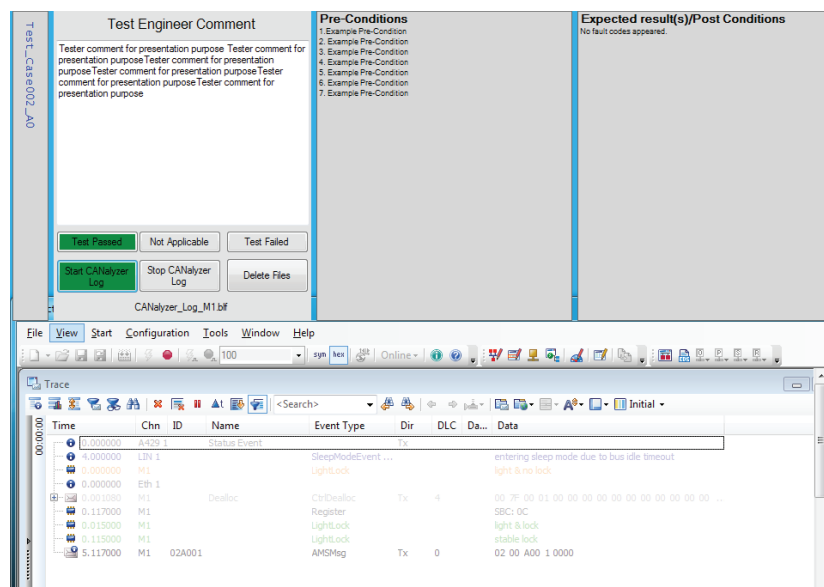 Test_Case002_A0
Test Engineer Comment
Tester comment for presentation purpose Tester comment for
presentation purposeTester comment for presentation
purposeTester comment for presentation purposeTester
comment for presentation purposeTester comment for
presentation purpose
Test Passed
Not Applicable
Test Failed
Start CANalyzer
Log
Stop CANalyzer
Log
Delete Files
CANalyzer_Log_M1.blf
Pre-Conditions
1.Example Pre-Condition
2. Example Pre-Condition
3. Example Pre-Condition
4. Example Pre-Condition
5. Example Pre-Condition
6. Example Pre-Condition
7. Example Pre-Condition
Expected result(s)/Post Conditions
No fault codes appeared.
File View Start Configuration Tools Window Help
100 sym hex Online
Trace
<Search> Initial
00:00:00
Time Chn ID Name Event Type Dir DLC Da... Data
0.000000 A429 1 Status Event Tx
4.000000 LIN 1 SleepModeEvent ... entering sleep mode due to bus idle timeout
0.000000 M1 LightLock light & no lock
0.000000 Eth 1
0.001080 M1 Dealloc CtrlDealloc Tx 4 00 7F 00 01 00 00 00 00 00 00 00 00 00 00 ...
0.117000 M1 Register SBC: 0C
0.015000 M1 LightLock light & lock
0.115000 M1 LightLock stable lock
5.117000 M1 02A001 AMSMsg Tx 0 02 00 A00 1 0000